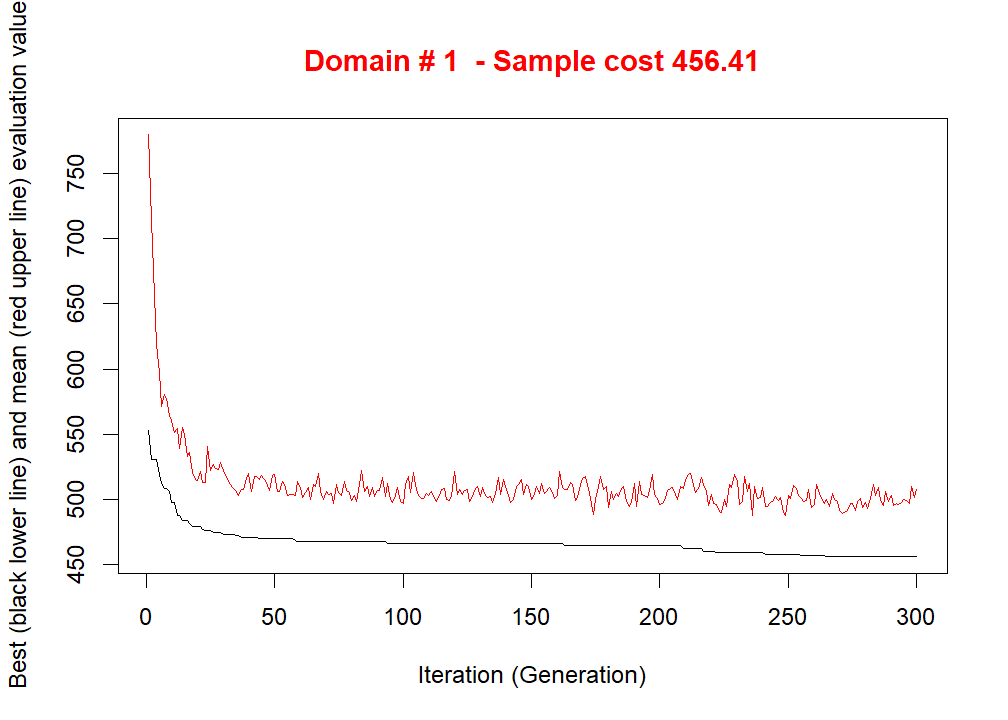 Domain # 1  - Sample cost 456.41
Best (black lower line) and mean (red upper line) evaluation value
750
700
650
600
550
500
450
0 50 100 150 200 250 300
Iteration (Generation)